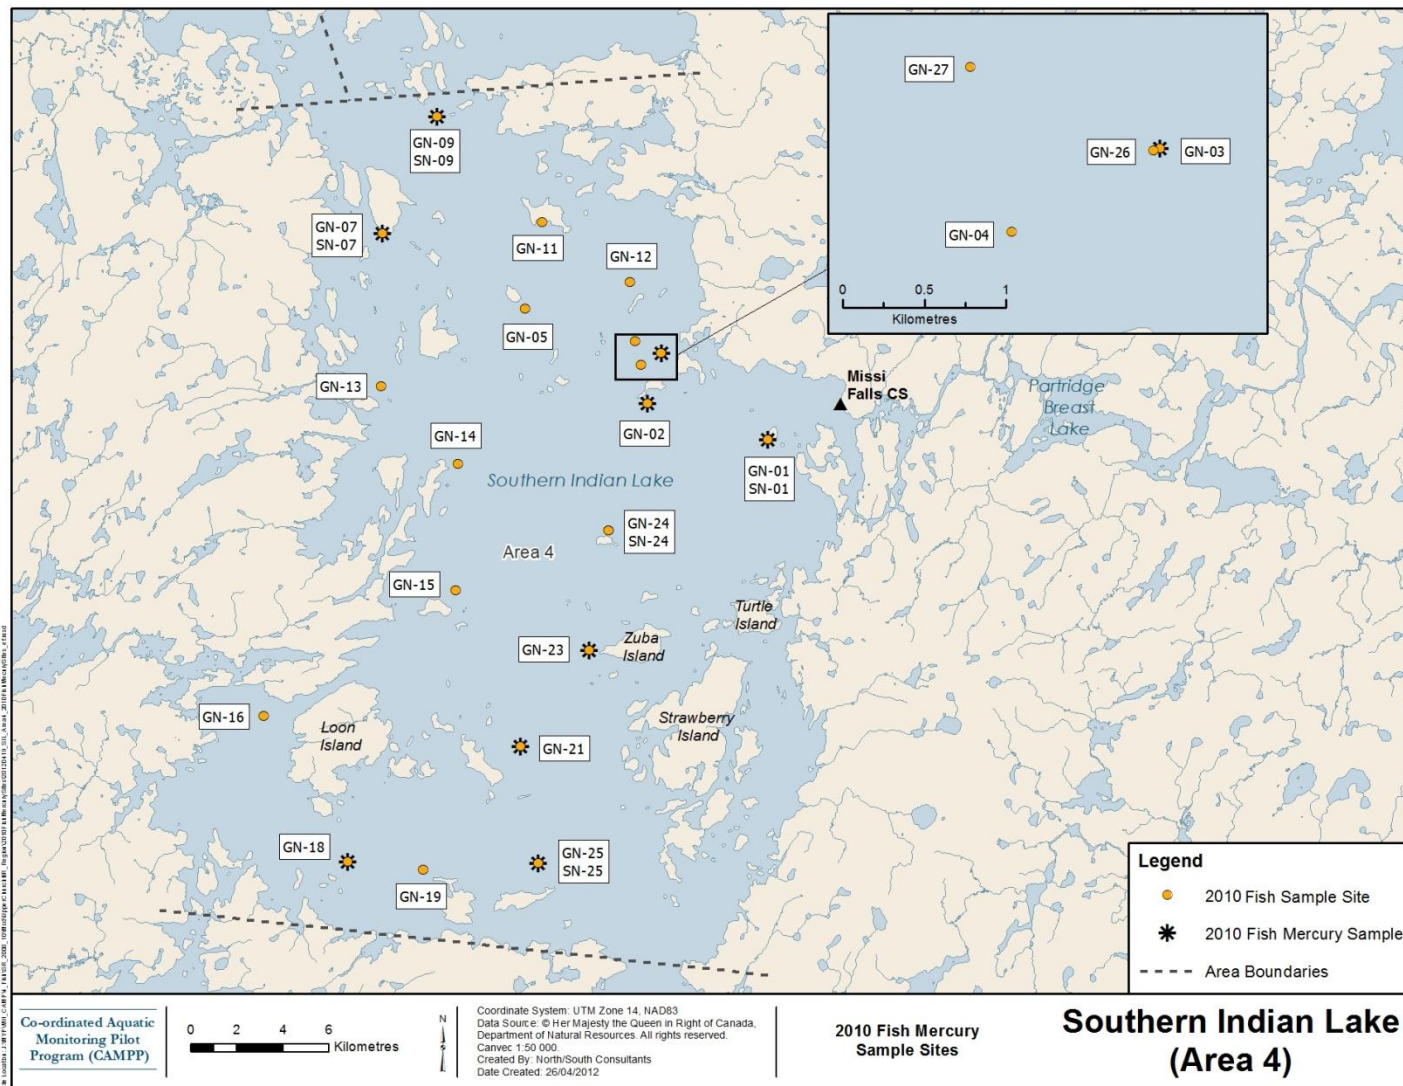 GN-27
GN-26
GN-03
GN-04
0 0.5 1
Kilometres
GN-09
SN-09
GN-07
SN-07
GN-11
GN-12
GN-05
GN-13
GN-02
Missi
Falls CS
Partridge
Breast
Lake
GN-14
GN-01
SN-01
Southern Indian Lake
GN-24
SN-24
Area 4
GN-15
Turtle
Island
Zuba
Island
GN-23
GN-16
Loon
Island
Strawberry
Island
GN-21
GN-18
GN-25
SN-25
GN-19
Legend
2010 Fish Sample Site
2010 Fish Mercury Sample
Area Boundaries
Co-ordinated Aquatic
Monitoring Pilot
Program (CAMPP)
0 2 4 6
Kilometres
N
Coordinate System: UTM Zone 14, NAD83
Data Source: © Her Majesty the Queen in Right of Canada,
Department of Natural Resources. All rights reserved.
Canvec 1:50 000.
Created By: North/South Consultants
Date Created: 26/04/2012
2010 Fish Mercury
Sample Sites
Southern Indian Lake
(Area 4)